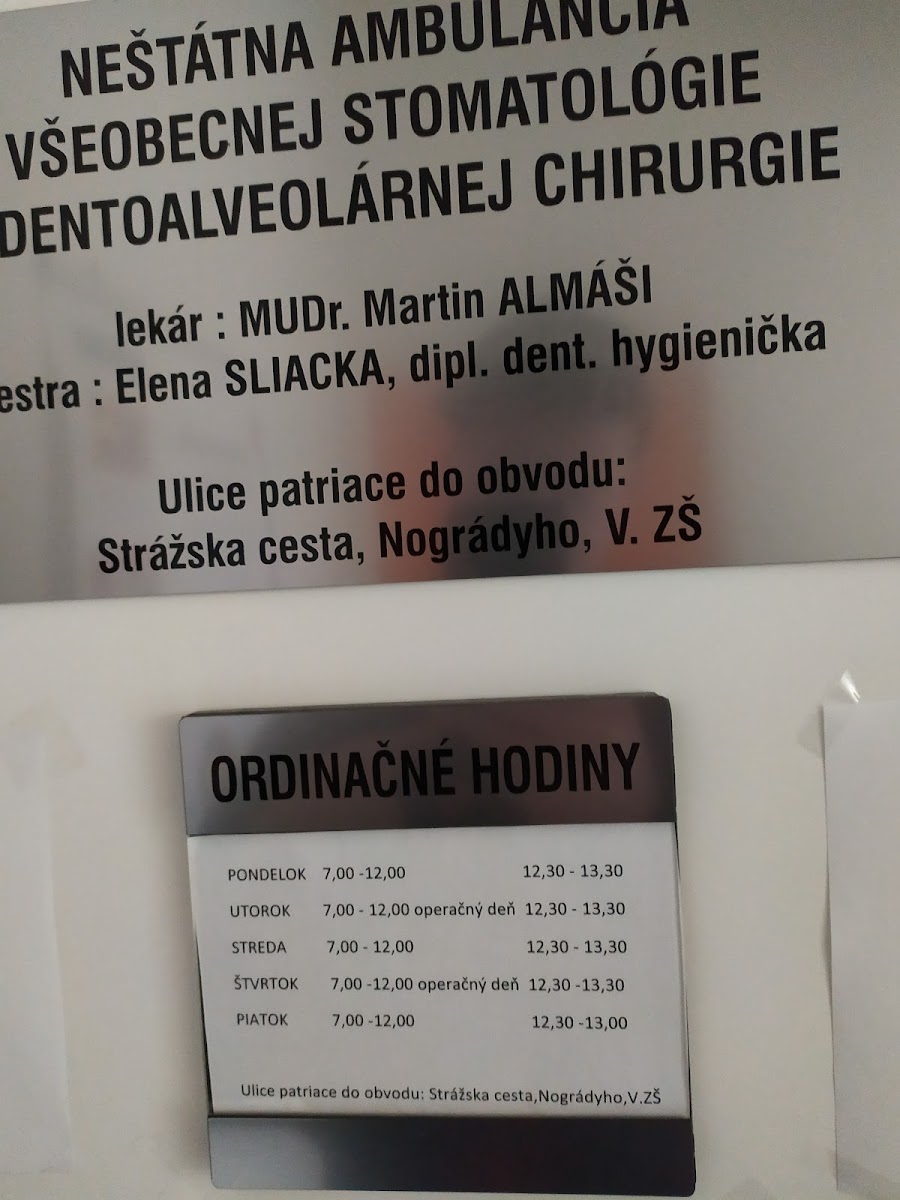 NEŠTÁTNA AMBULANCIA
VŠEOBECNEJ STOMATOLÓGIE
DENTOALVEOLÁRNEJ CHIRURGIE
lekár : MUDr. Martin ALMÁŠI
estra : Elena SLIACKA, dipl. dent. hygienička
Ulice patriace do obvodu:
Strážska cesta, Nográdyho, V. ZŠ
ORDINAČNÉ HODINY
PONDELOK 7,00 -12,00 12,30 - 13,30
UTOROK 7,00 - 12,00 operačný deň 12,30 - 13,30
STREDA 7,00 - 12,00 12,30 - 13,30
ŠTVRTOK 7,00 -12,00 operačný deň 12,30 -13,30
PIATOK 7,00 -12,00 12,30 -13,00
Ulice patriace do obvodu: Strážska cesta,Nográdyho,V.ZŠ